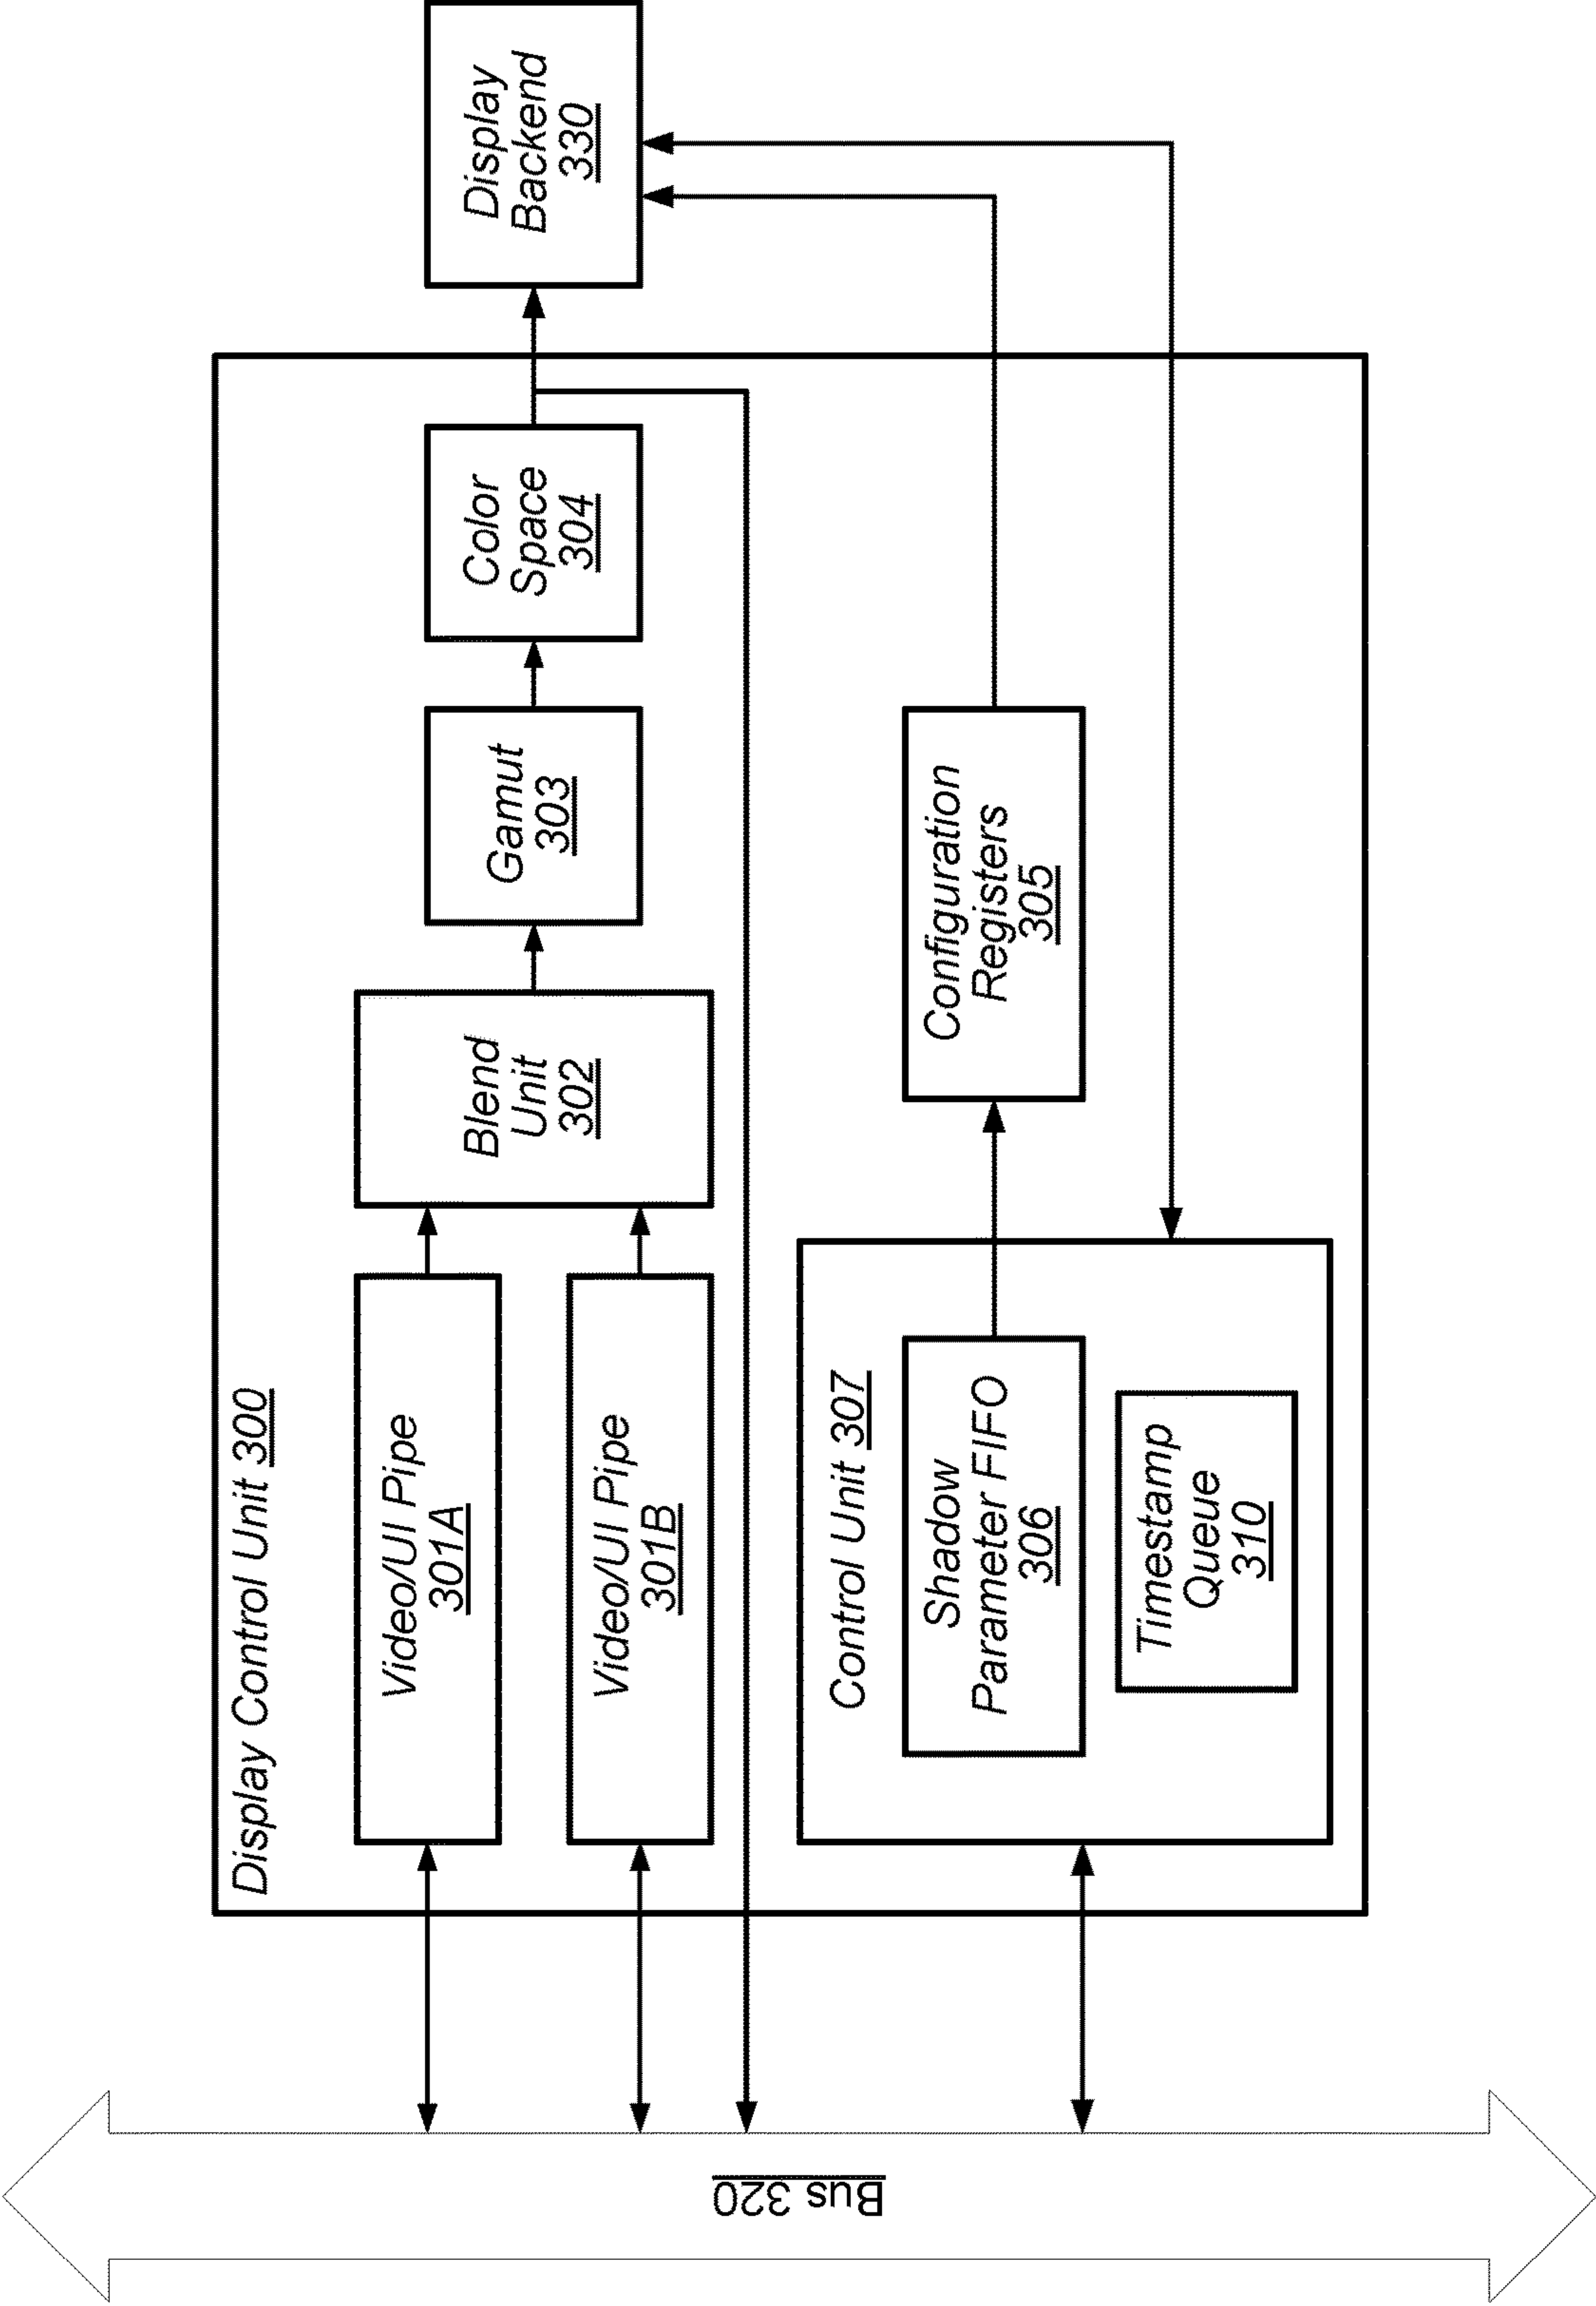 Display Control Unit 300
Video/UI Pipe
301A
Video/UI Pipe
301B
Blend
Unit
302
Gamut
303
Color
Space
304
Display
Backend
330
Control Unit 307
Shadow
Parameter FIFO
306
Timestamp
Queue
310
Configuration
Registers
305
Bus 320